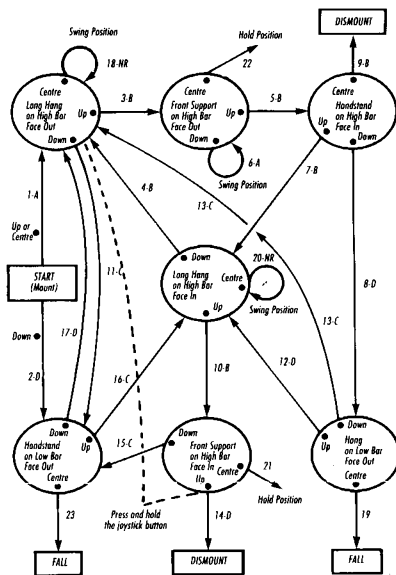 Swing Position
18-NR
Centre
Long Hang
on High Bar
Face Out
Up
Down
3-B
Hold Position
22
Centre
Front Support
on High Bar
Face Out
Up
Down
6-A
Swing Position
5-B
DISMOUNT
9-B
Centre
Handstand
on High Bar
Face In
Up
Down
1-A
Up or
Centre
START
(Mount)
Down
2-D
17-D
11-C
4-B
13-C
7-B
8-D
Down
Long Hang
on High Bar
Face In
Centre
Up
20-NR
Swing Position
16-C
10-B
12-D
13-C
Down
Handstand
on Low Bar
Face Out
Up
Centre
15-C
Down
Front Support
on High Bar
Face In
Centre
Up
21
Hold Position
Down
Up
Hang
on Low Bar
Face Out
Centre
Press and hold
the joystick button
23
14-D
19
FALL
DISMOUNT
FALL